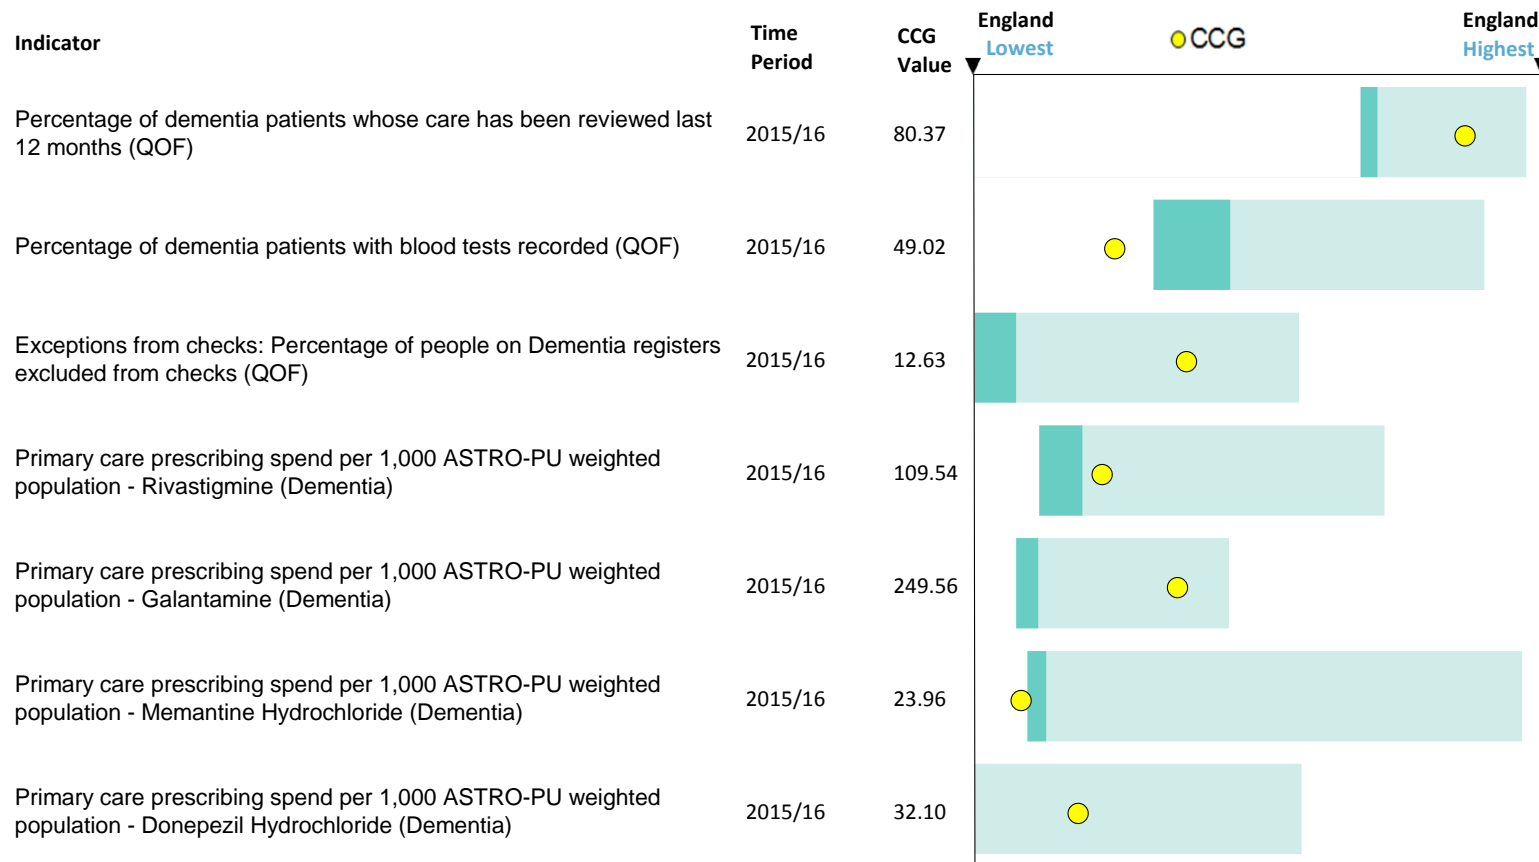 Indicator
Time
Period
CCG
Value
England
Lowest
CCG
England
Highest
Percentage of dementia patients whose care has been reviewed last
12 months (QOF)
2015/16
80.37
Percentage of dementia patients with blood tests recorded (QOF)
2015/16
49.02
Exceptions from checks: Percentage of people on Dementia registers
excluded from checks (QOF)
2015/16
12.63
Primary care prescribing spend per 1,000 ASTRO-PU weighted
population - Rivastigmine (Dementia)
2015/16
109.54
Primary care prescribing spend per 1,000 ASTRO-PU weighted
population - Galantamine (Dementia)
2015/16
249.56
Primary care prescribing spend per 1,000 ASTRO-PU weighted
population - Memantine Hydrochloride (Dementia)
2015/16
23.96
Primary care prescribing spend per 1,000 ASTRO-PU weighted
population - Donepezil Hydrochloride (Dementia)
2015/16
32.10